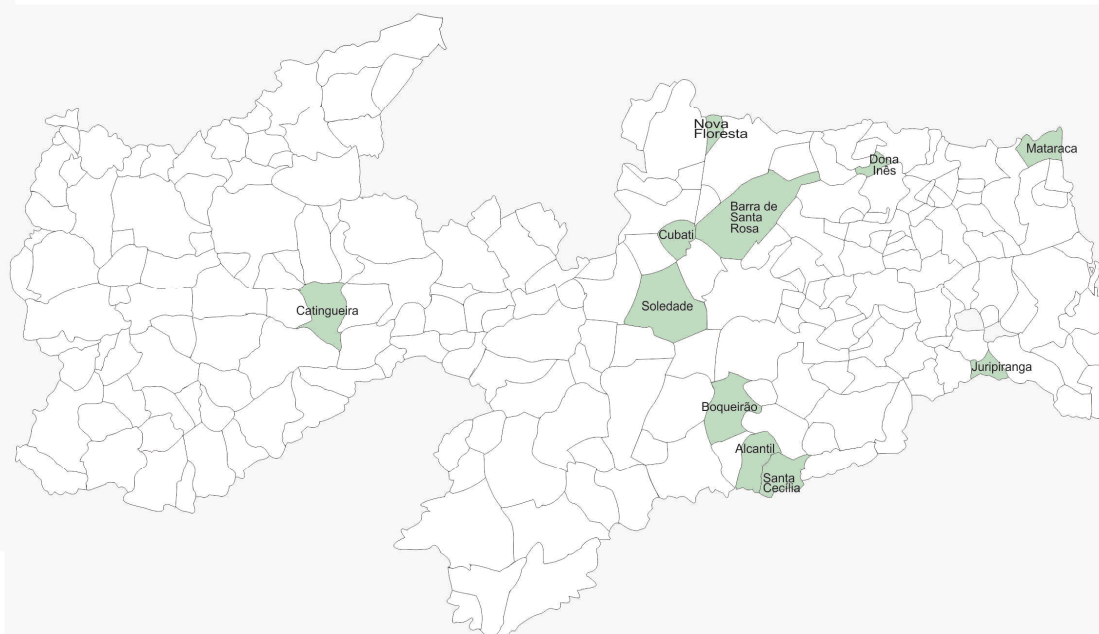 Nova
Floresta
Mataraca
Dona
Inês
Barra de
Santa
Rosa
Cubati
Soledade
Catingueira
Juripiranga
Boqueirão
Alcantil
Santa
Cecília